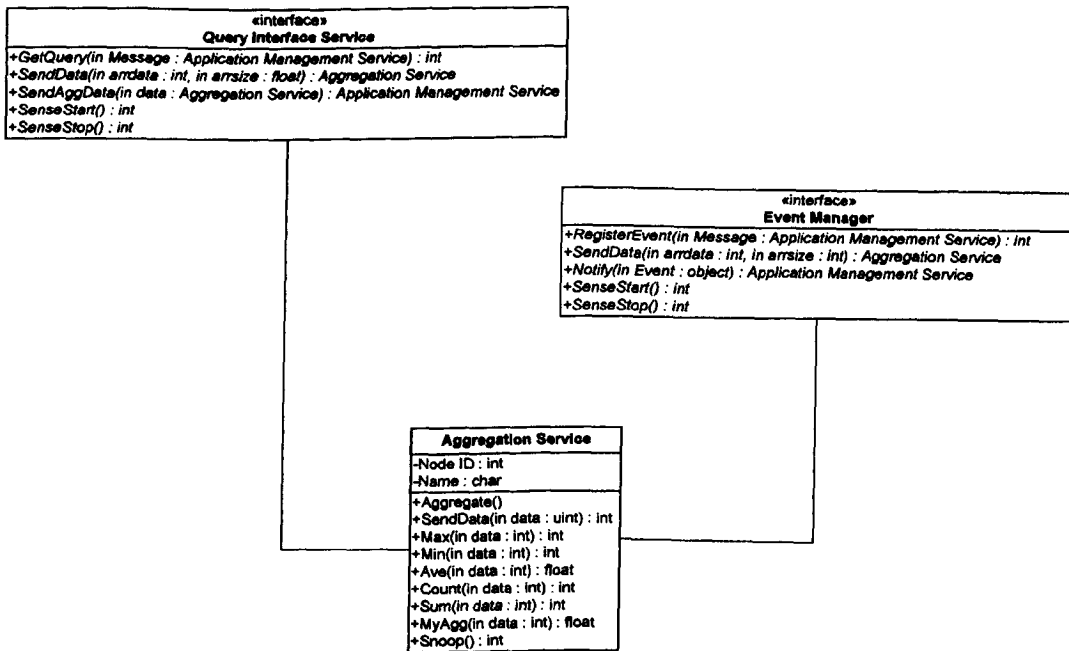 «interface»
Query Interface Service
+GetQuery(in Message : Application Management Service) : int
+SendData(in arrdata : int, in arrsize : float) : Aggregation Service
+SendAggData(in data : Aggregation Service) : Application Management Service
+SenseStart() : int
+SenseStop() : int
«interface»
Event Manager
+RegisterEvent(in Message : Application Management Service) : int
+SendData(in arrdata : int, in arrsize : int) : Aggregation Service
+Notify(in Event : object) : Application Management Service
+SenseStart() : int
+SenseStop() : int
Aggregation Service
-Node ID : int
-Name : char
+Aggregate()
+SendData(in data : uint) : int
+Max(in data : int) : int
+Min(in data : int) : int
+Ave(in data : int) : float
+Count(in data : int) : int
+Sum(in data : int) : int
+MyAgg(in data : int) : float
+Snoop() : int